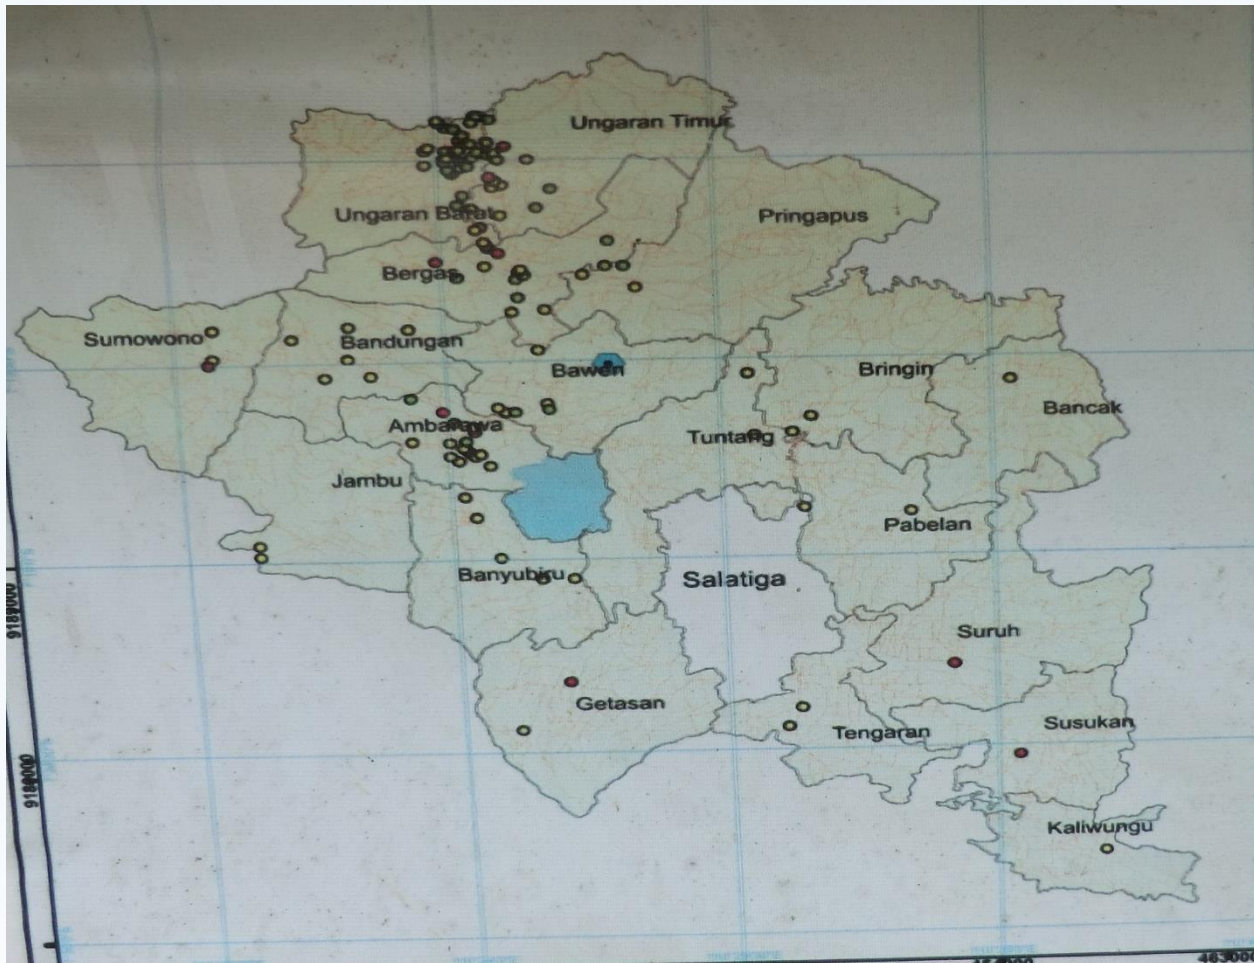 Ungaran Timur
Ungaran Barat
Pringapus
Bergas
Sumowono
Bandungan
Bawen
Bringin
Bancak
Ambarawa
Tuntang
Jambu
Pabelan
Banyubiru
Salatiga
Suruh
Getasan
Susukan
Tengaran
Kaliwungu
9180000